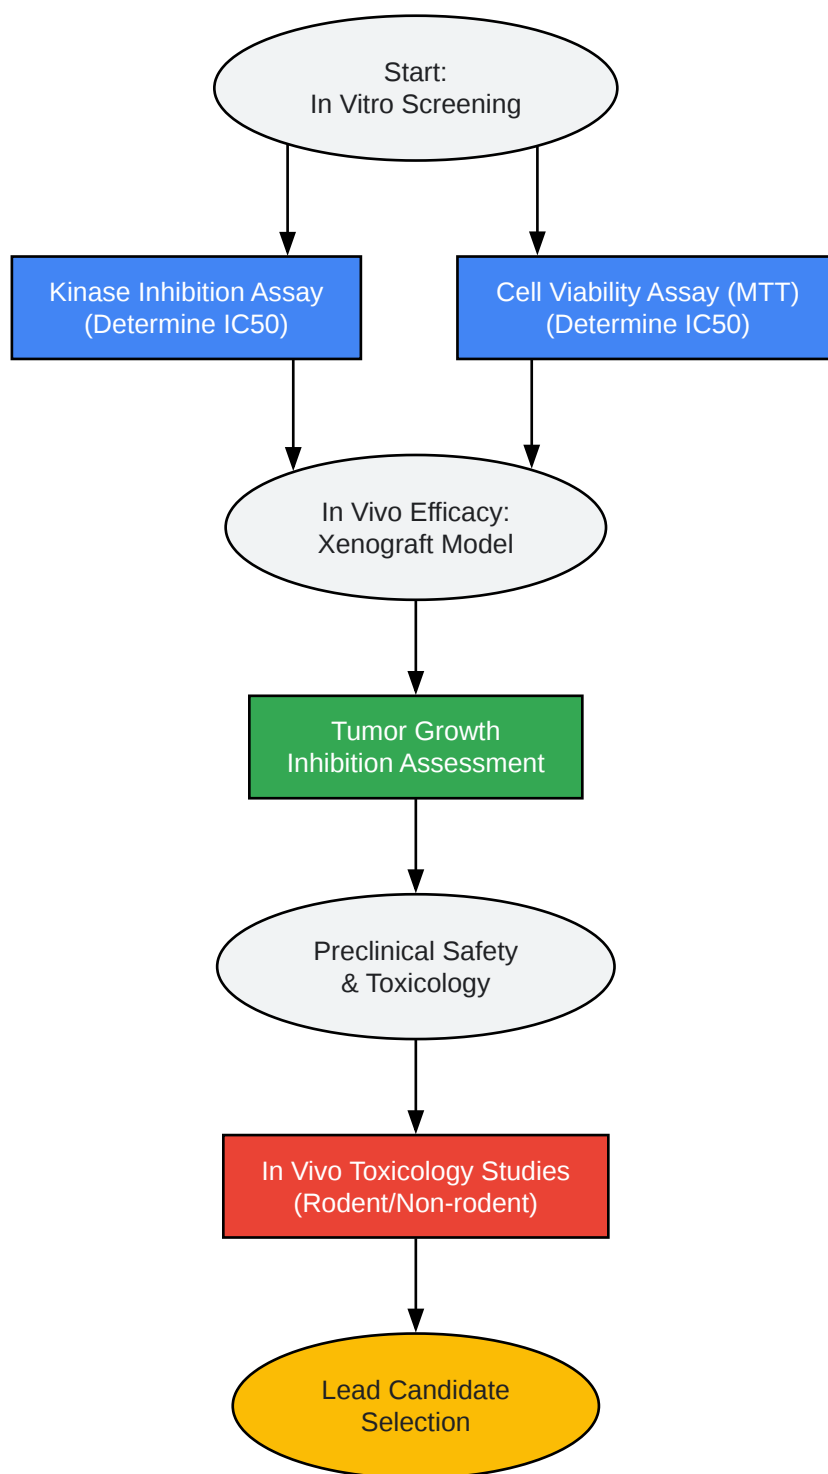 Start:
In Vitro Screening
Kinase Inhibition Assay
(Determine IC50)
Cell Viability Assay (MTT)
(Determine IC50)
In Vivo Efficacy:
Xenograft Model
Tumor Growth
Inhibition Assessment
Preclinical Safety
& Toxicology
In Vivo Toxicology Studies
(Rodent/Non-rodent)
Lead Candidate
Selection